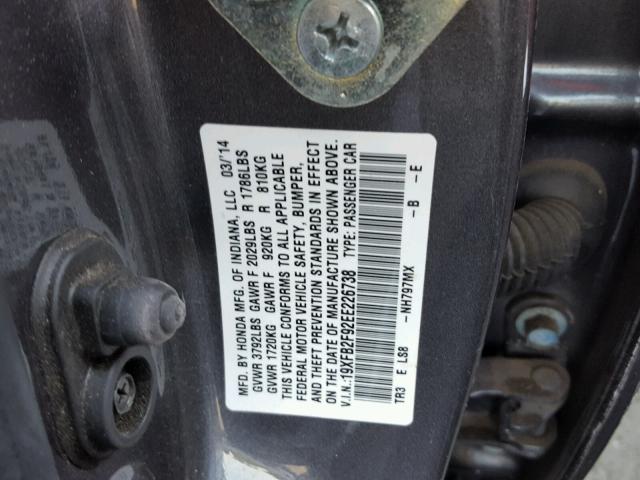 MFD. BY HONDA MFG. OF INDIANA, LLC 03/'14
GVWR 3792LBS GAWR F 2029LBS R 1786LBS
GVWR 1720KG GAWR F 920KG R 810KG
THIS VEHICLE CONFORMS TO ALL APPLICABLE
FEDERAL MOTOR VEHICLE SAFETY, BUMPER,
AND THEFT PREVENTION STANDARDS IN EFFECT
ON THE DATE OF MANUFACTURE SHOWN ABOVE.
V.I.N.:19XFB2F92EE226738 TYPE: PASSENGER CAR
TR3 E LS8 -NH797MX -B -E